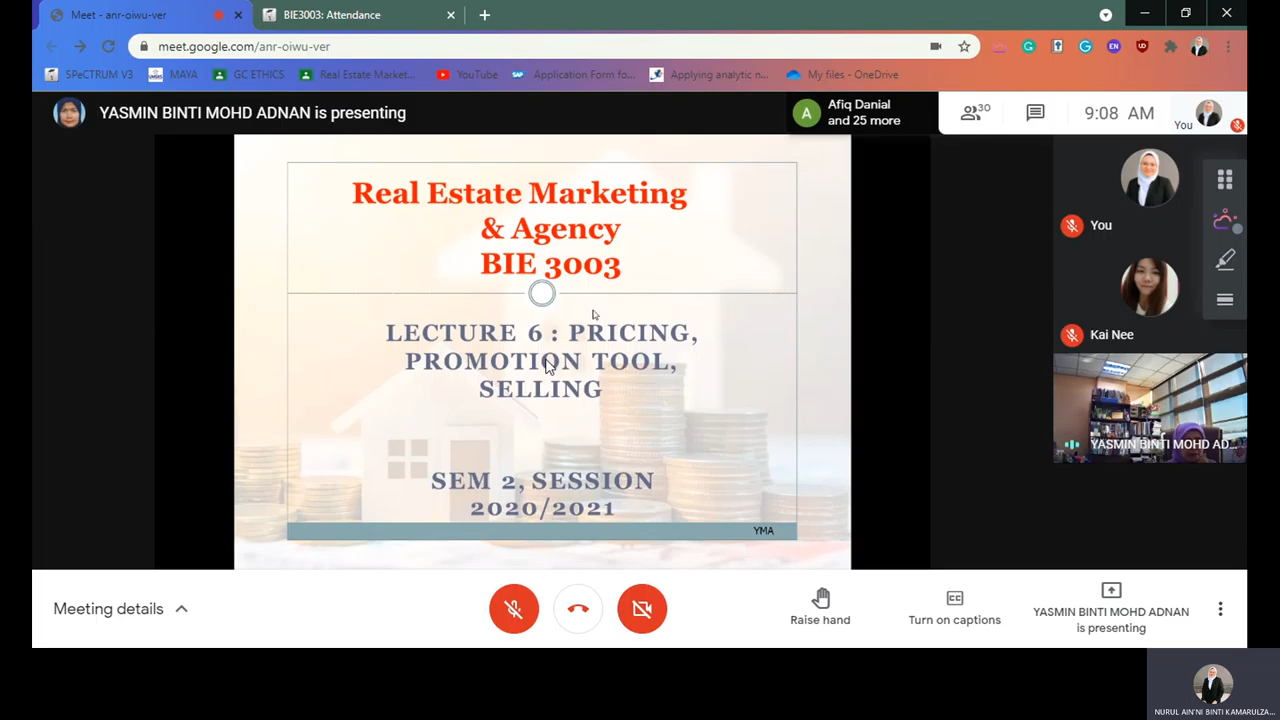 Meet - anr-oiwu-ver
BIE3003: Attendance
meet.google.com/anr-oiwu-ver
SPeCTRUM V3
MAYA
GC ETHICS
Real Estate Market...
YouTube
Application Form fo...
Applying analytic n...
My files - OneDrive
YASMIN BINTI MOHD ADNAN is presenting
A
Afiq Danial
and 25 more
30
9:08 AM
You
Real Estate Marketing
& Agency
BIE 3003
LECTURE 6 : PRICING,
PROMOTION TOOL,
SELLING
SEM 2, SESSION
2020/2021
YMA
You
Kai Nee
YASMIN BINTI MOHD AD...
Meeting details
Raise hand
CC
Turn on captions
YASMIN BINTI MOHD ADNAN
is presenting
NURUL AIN'NI BINTI KAMARULZA...